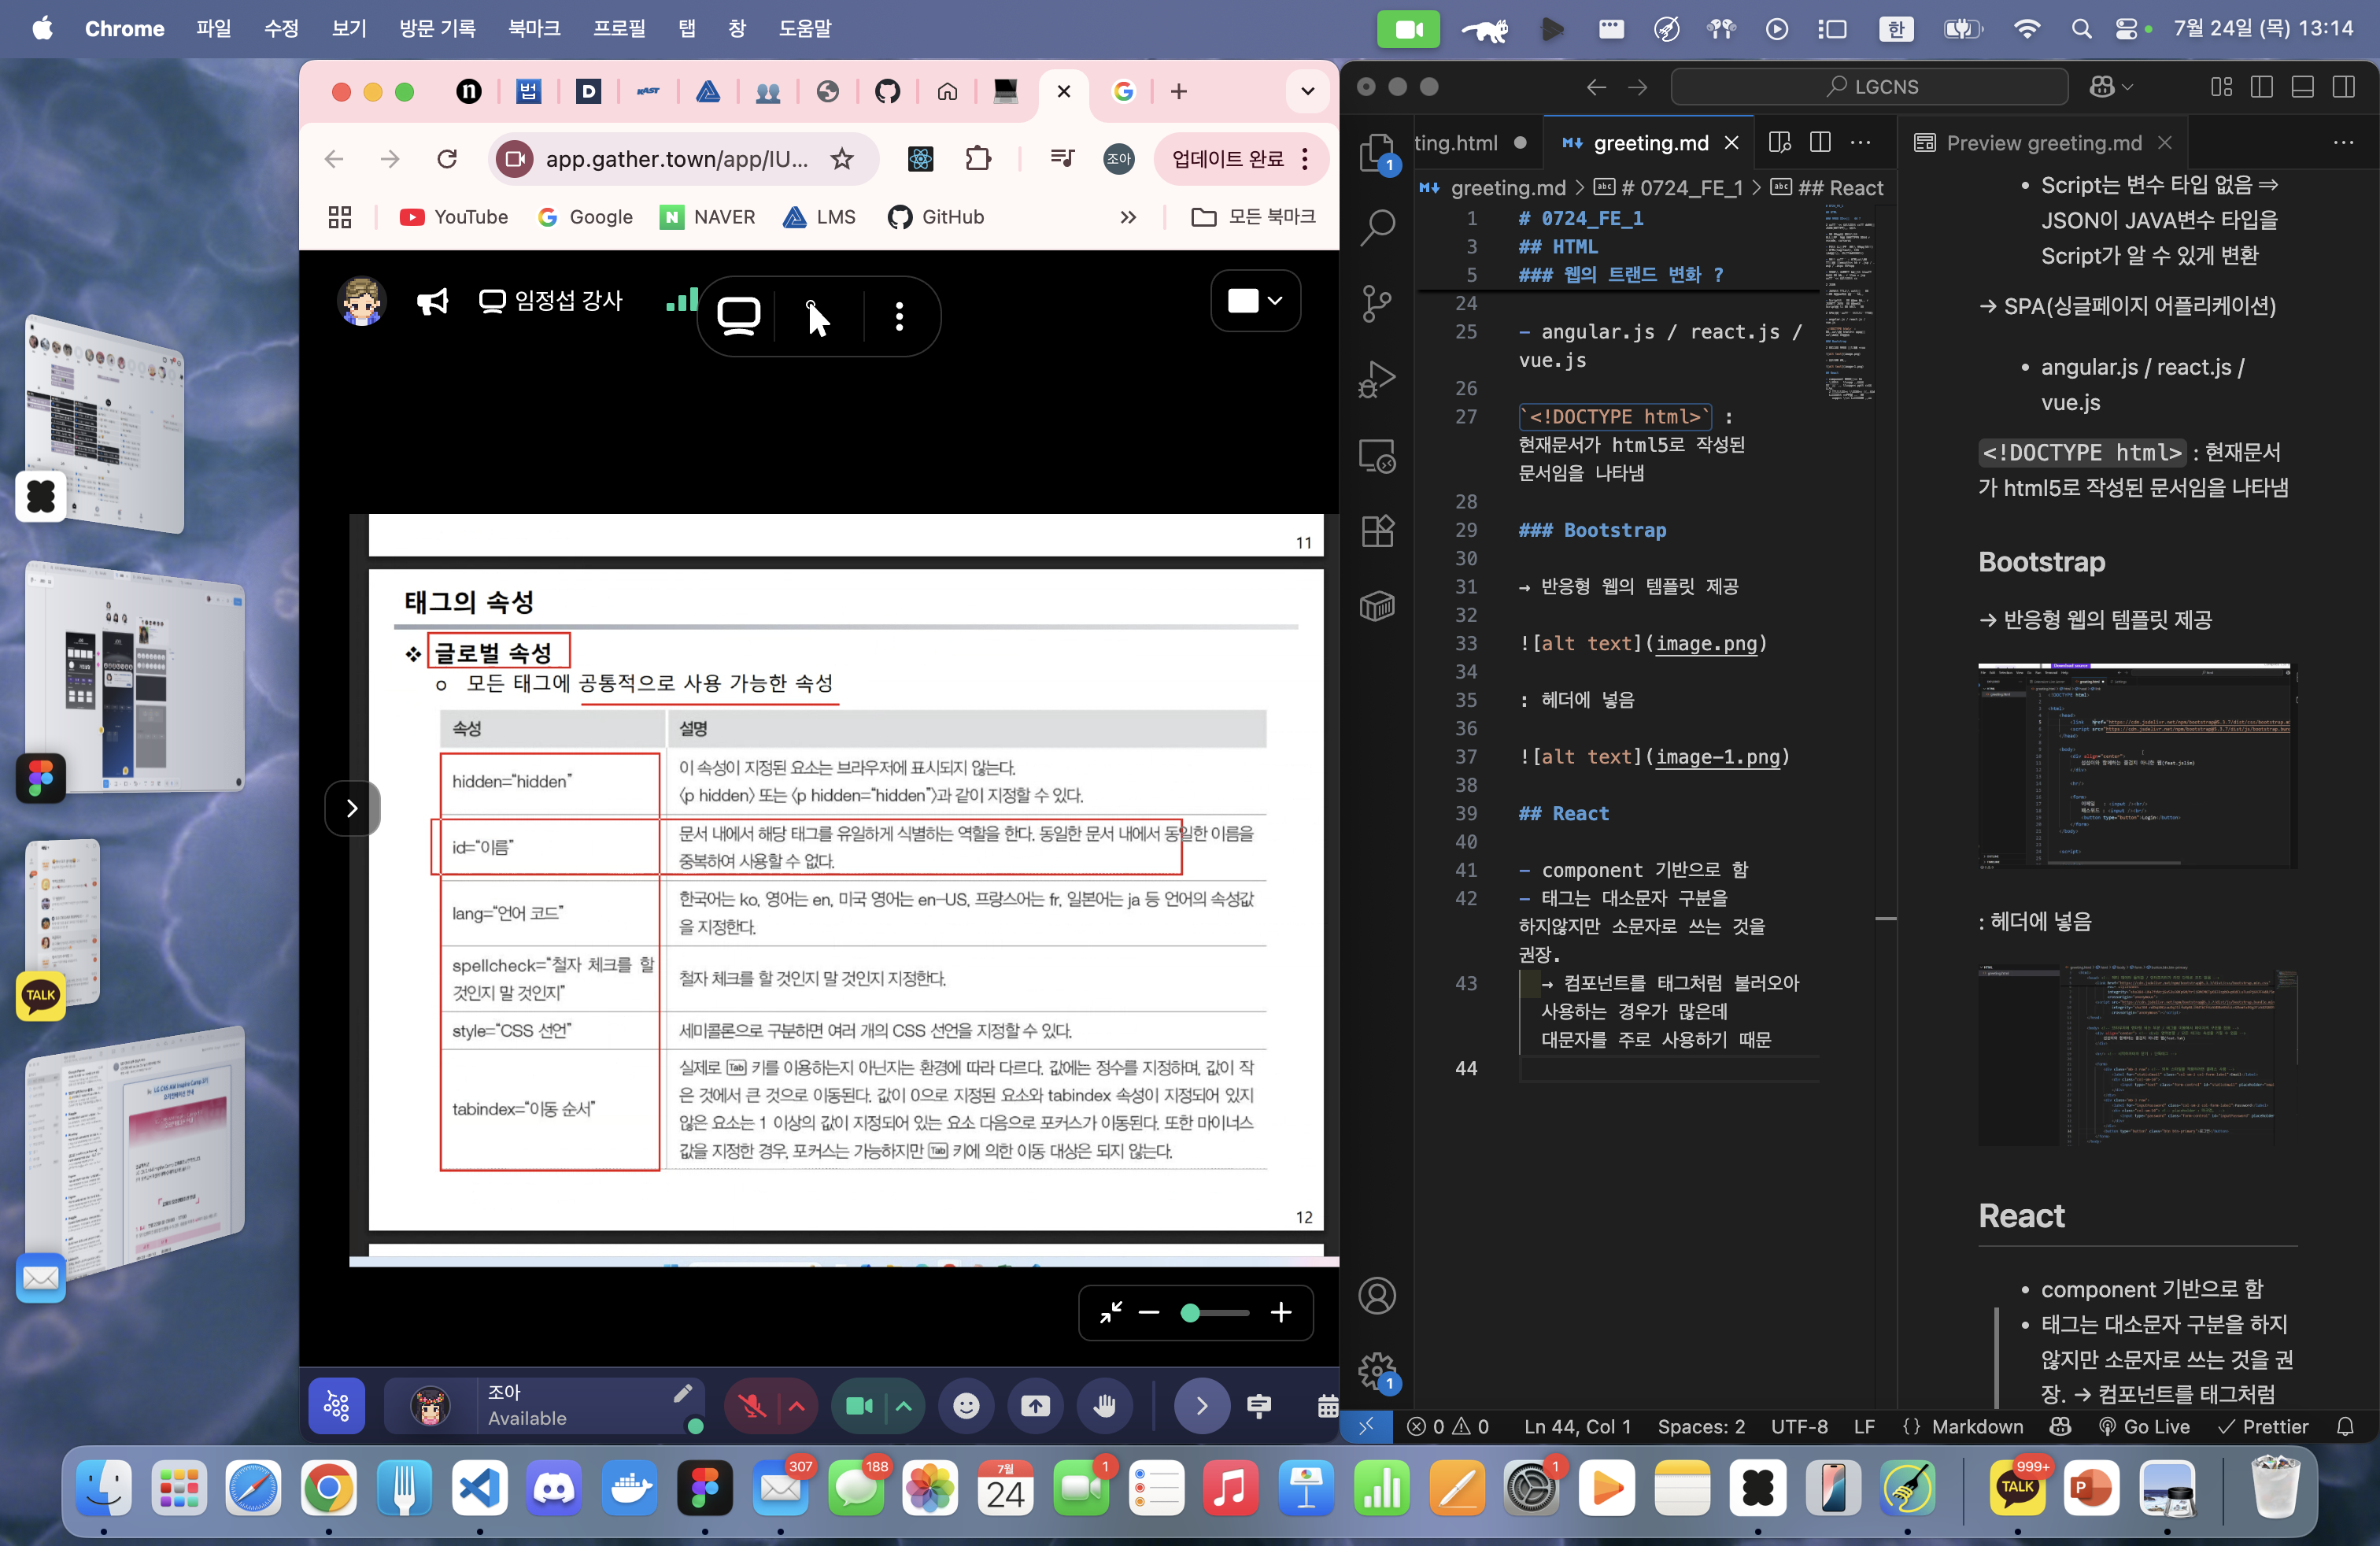 Chrome 파일 수정 보기 방문 기록 북마크 프로필 탭 창 도움말
한 7월 24일 (목) 13:14
app.gather.town/app/IU...
조아
업데이트 완료
YouTube Google NAVER LMS GitHub
모든 북마크
임정섭 강사
11
태그의 속성
글로벌 속성
모든 태그에 공통적으로 사용 가능한 속성
속성 설명
hidden=“hidden”
이 속성이 지정된 요소는 브라우저에 표시되지 않는다.
〈p hidden〉 또는 〈p hidden=“hidden”〉과 같이 지정할 수 있다.
id=“이름”
문서 내에서 해당 태그를 유일하게 식별하는 역할을 한다. 동일한 문서 내에서 동일한 이름을
중복하여 사용할 수 없다.
lang=“언어 코드”
한국어는 ko, 영어는 en, 미국 영어는 en-US, 프랑스어는 fr, 일본어는 ja 등 언어의 속성값
을 지정한다.
spellcheck=“철자 체크를 할
것인지 말 것인지”
철자 체크를 할 것인지 말 것인지 지정한다.
style=“CSS 선언”
세미콜론으로 구분하면 여러 개의 CSS 선언을 지정할 수 있다.
tabindex=“이동 순서”
실제로 Tab 키를 이용하는지 아닌지는 환경에 따라 다르다. 값에는 정수를 지정하며, 값이 작
은 것에서 큰 것으로 이동된다. 값이 0으로 지정된 요소와 tabindex 속성이 지정되어 있지
않은 요소는 1 이상의 값이 지정되어 있는 요소 다음으로 포커스가 이동된다. 또한 마이너스
값을 지정한 경우, 포커스는 가능하지만 Tab 키에 의한 이동 대상은 되지 않는다.
12
조아
Available
LGCNS
ting.html
greeting.md
Preview greeting.md
greeting.md > # 0724_FE_1 > ## React
1 # 0724_FE_1
3 ## HTML
5 ### 웹의 트랜드 변화 ?
24
25 - angular.js / react.js /
vue.js
26
27 `<!DOCTYPE html>` :
현재문서가 html5로 작성된
문서임을 나타냄
28
29 ### Bootstrap
30
31 → 반응형 웹의 템플릿 제공
32
33 ![alt text](image.png)
34
35 : 헤더에 넣음
36
37 ![alt text](image-1.png)
38
39 ## React
40
41 - component 기반으로 함
42 - 태그는 대소문자 구분을
하지않지만 소문자로 쓰는 것을
권장.
43 → 컴포넌트를 태그처럼 불러오아
사용하는 경우가 많은데
대문자를 주로 사용하기 때문
44
• Script는 변수 타입 없음 ⇒
JSON이 JAVA변수 타입을
Script가 알 수 있게 변환
→ SPA(싱글페이지 어플리케이션)
• angular.js / react.js /
vue.js
<!DOCTYPE html> : 현재문서
가 html5로 작성된 문서임을 나타냄
Bootstrap
→ 반응형 웹의 템플릿 제공
: 헤더에 넣음
React
• component 기반으로 함
• 태그는 대소문자 구분을 하지
않지만 소문자로 쓰는 것을 권
장. → 컴포넌트를 태그처럼
1
1
0 0 Ln 44, Col 1 Spaces: 2 UTF-8 LF {} Markdown Go Live Prettier
TALK
307
188
7월
24
1
1
999+
TALK
P